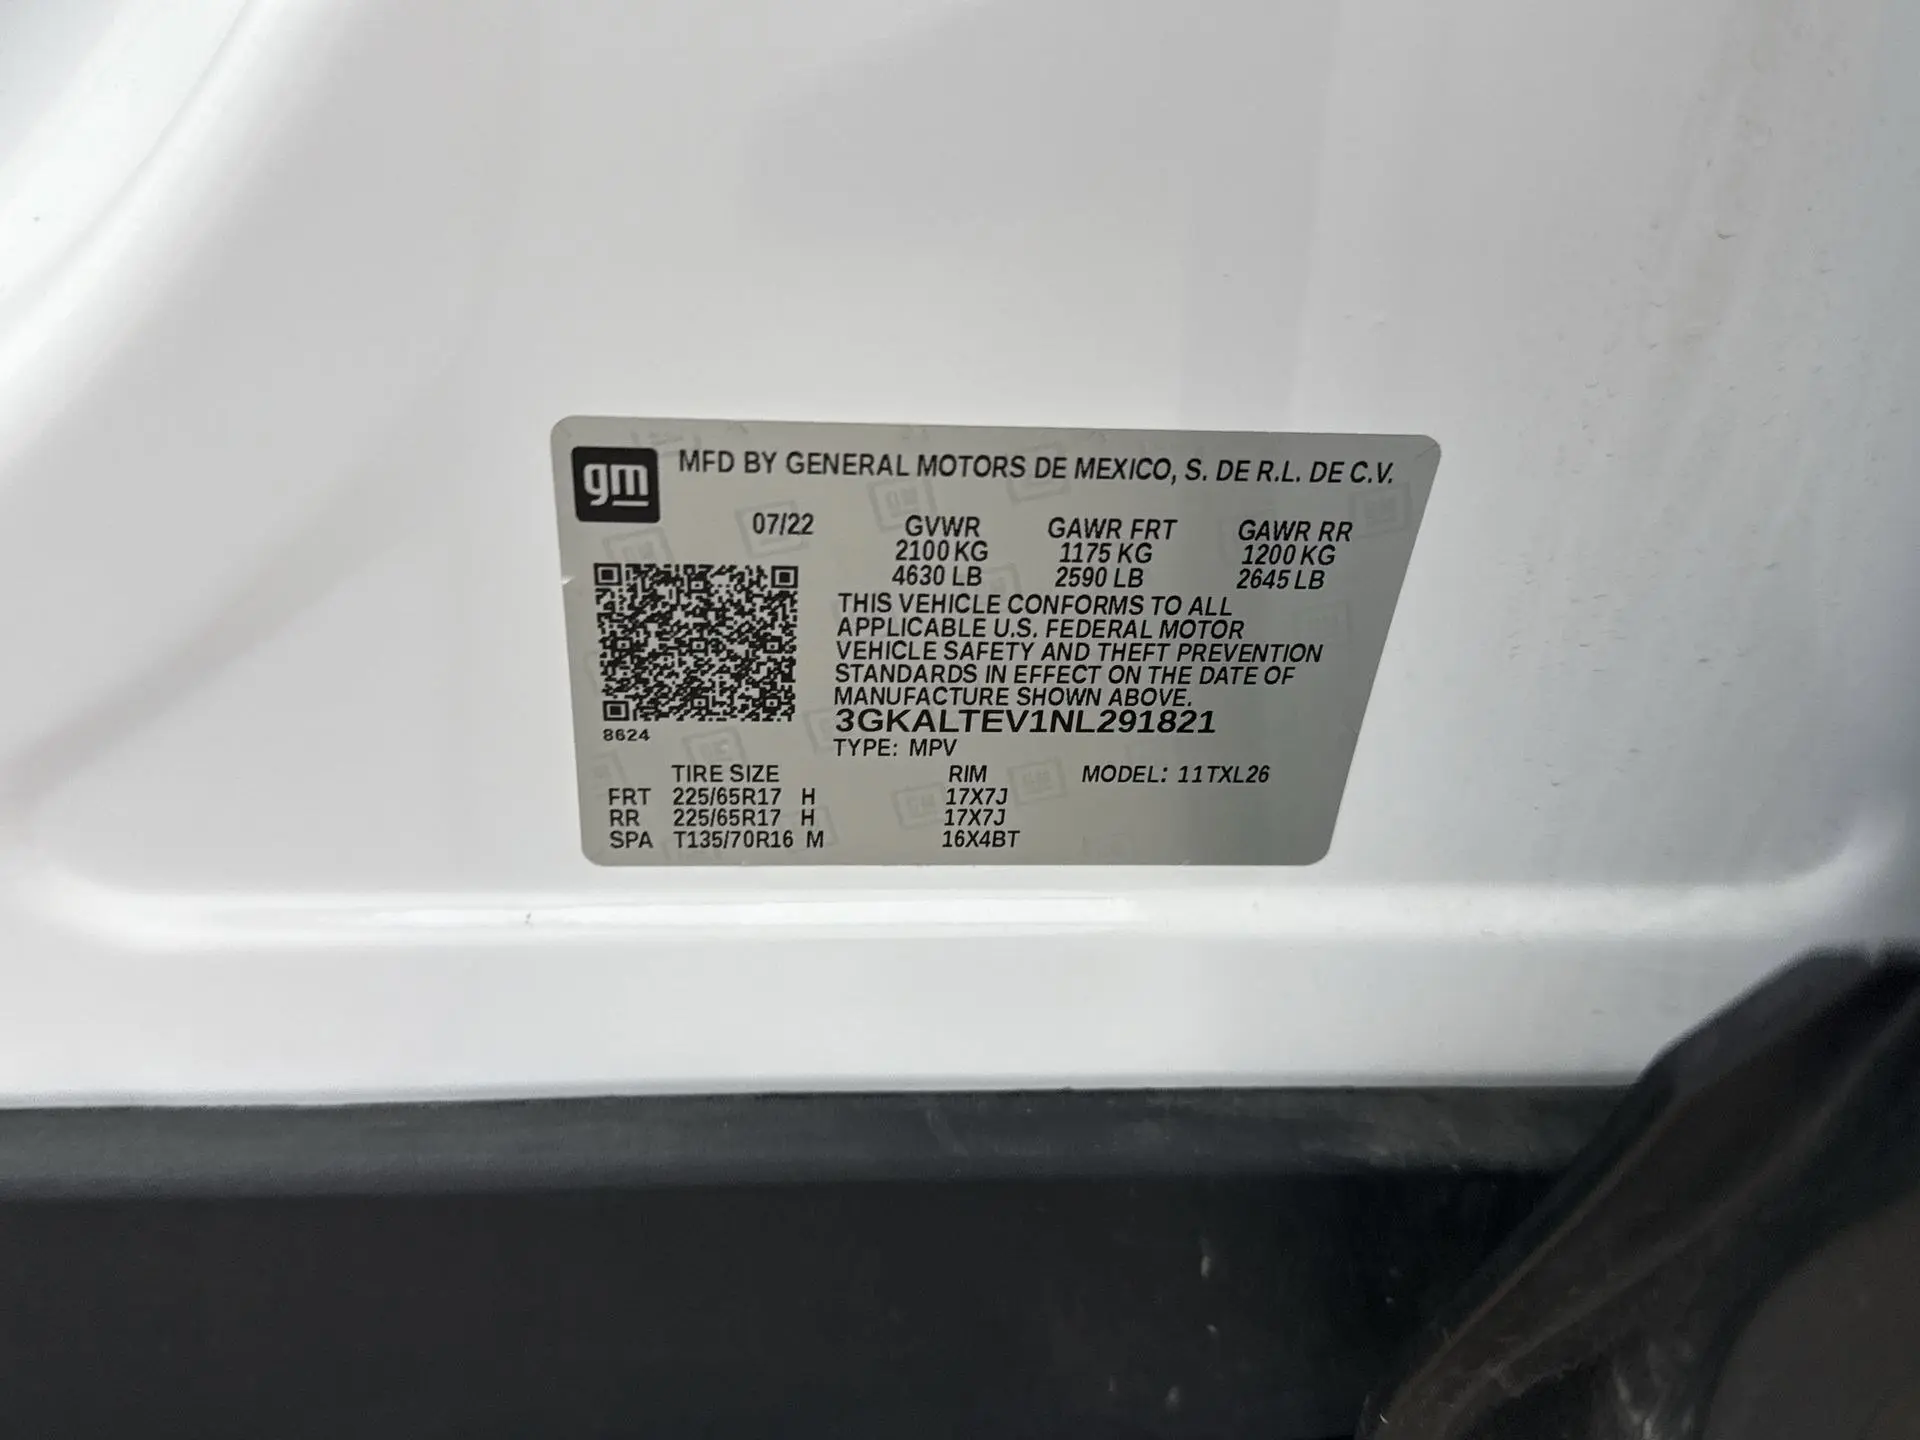 gm MFD BY GENERAL MOTORS DE MEXICO, S. DE R.L. DE C.V.
07/22 GVWR GAWR FRT GAWR RR
2100 KG 1175 KG 1200 KG
4630 LB 2590 LB 2645 LB
THIS VEHICLE CONFORMS TO ALL
APPLICABLE U.S. FEDERAL MOTOR
VEHICLE SAFETY AND THEFT PREVENTION
STANDARDS IN EFFECT ON THE DATE OF
MANUFACTURE SHOWN ABOVE.
3GKALTEV1NL291821
8624
TYPE: MPV
TIRE SIZE RIM MODEL: 11TXL26
FRT 225/65R17 H 17X7J
RR 225/65R17 H 17X7J
SPA T135/70R16 M 16X4BT